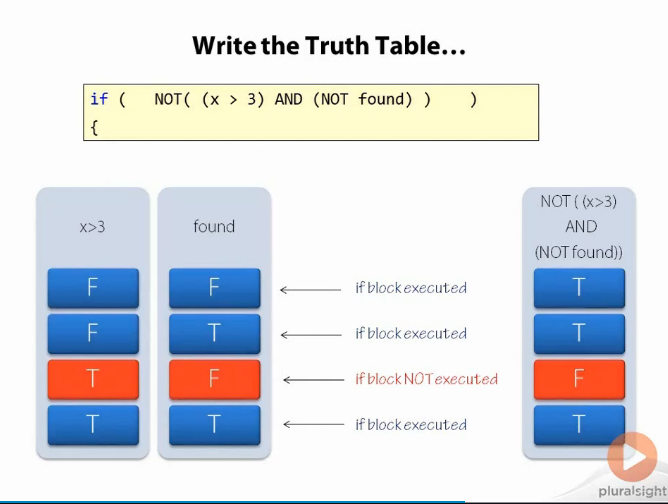 Write the Truth Table...
if ( NOT( (x > 3) AND (NOT found) ) )
{
x>3 found NOT ( (x>3)
AND
(NOT found))
F F if block executed T
F T if block executed T
T F if block NOT executed F
T T if block executed T
pluralsight